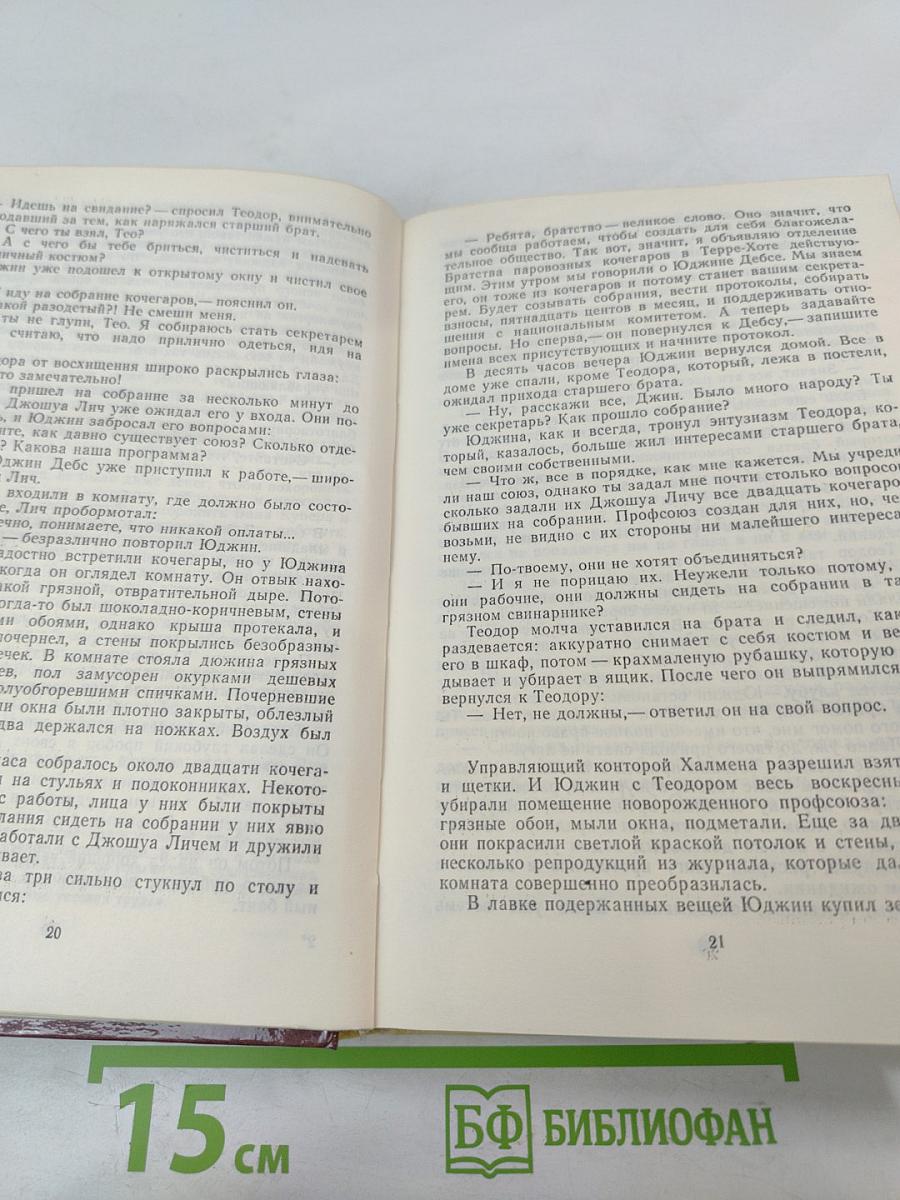 Идешь на свидание? — спросил Теодор, внимательно
за тем, как наряжался старший брат.
С чего ты взял, Тео?
А с чего бы тебе бриться, чиститься и надевать
костюм?
уже подошел к открытому окну и чистил свое
иду на собрание кочегаров,— пояснил он.
разодетый?! Не смеши меня.
ты не глупи, Тео. Я собираюсь стать секретарем
считаю, что надо прилично одеться, идя на
от восхищения широко раскрылись глаза:
замечательно!
пришел на собрание за несколько минут до
Джошуа Лич уже ожидал его у входа. Они по-
и Юджин забросал его вопросами:
как давно существует союз? Сколько отде-
? Какова наша программа?
Дебс уже приступил к работе,— широ-
Лич.
входили в комнату, где должно было состо-
Лич пробормотал:
понимаете, что никакой оплаты...
— безразлично повторил Юджин.
встретили кочегары, но у Юджина
когда он оглядел комнату. Он отвык нахо-
грязной, отвратительной дыре. Пото-
был шоколадно-коричневым, стены
обоями, однако крыша протекала, и
почернел, а стены покрылись безобразны-
В комнате стояла дюжина грязных
пол замусорен окурками дешевых
спичками. Почерневшие
окна были плотно закрыты, облезлый
держался на ножках. Воздух был
собралось около двадцати кочега-
на стульях и подоконниках. Некото-
с работы, лица у них были покрыты
сидеть на собрании у них явно
с Джошуа Личем и дружили
три сильно стукнул по столу и
20
— Ребята, братство — великое слово. Оно значит, что
мы сообща работаем, чтобы создать для себя благожела-
тельное общество. Так вот, значит, я объявляю отделение
Братства паровозных кочегаров в Терре-Хоте действую-
щим. Этим утром мы говорили о Юджине Дебсе. Мы знаем
его, он тоже из кочегаров и потому станет вашим секрета-
рем. Будет созывать собрания, вести протоколы, собирать
взносы, пятнадцать центов в месяц, и поддерживать отно-
шения с национальным комитетом. А теперь задавайте
вопросы. Но сперва,— он повернулся к Дебсу,— запишите
имена всех присутствующих и начните протокол.
В десять часов вечера Юджин вернулся домой. Все в
доме уже спали, кроме Теодора, который, лежа в постели,
ожидал прихода старшего брата.
— Ну, расскажи все, Джин. Было много народу? Ты
уже секретарь? Как прошло собрание?
Юджина, как и всегда, тронул энтузиазм Теодора, ко-
торый, казалось, больше жил интересами старшего брата,
чем своими собственными.
— Что ж, все в порядке, как мне кажется. Мы учреди
ли наш союз, однако ты задал мне почти столько вопросо
сколько задали их Джошуа Личу все двадцать кочегаро
бывших на собрании. Профсоюз создан для них, но, че
возьми, не видно с их стороны ни малейшего интереса
нему.
— По-твоему, они не хотят объединяться?
— И я не порицаю их. Неужели только потому,
они рабочие, они должны сидеть на собрании в та
грязном свинарнике?
Теодор молча уставился на брата и следил, как
раздевается: аккуратно снимает с себя костюм и ве
его в шкаф, потом — крахмаленую рубашку, которую
дывает и убирает в ящик. После чего он выпрямился
вернулся к Теодору:
— Нет, не должны,— ответил он на свой вопрос.
Управляющий конторой Халмена разрешил взят
и щетки. И Юджин с Теодором весь воскресны
убирали помещение новорожденного профсоюза:
грязные обои, мыли окна, подметали. Еще за дв
они покрасили светлой краской потолок и стены,
несколько репродукций из журнала, которые да
комната совершенно преобразилась.
В лавке подержанных вещей Юджин купил зе
21
15 см
БФ БИБЛИОФАН